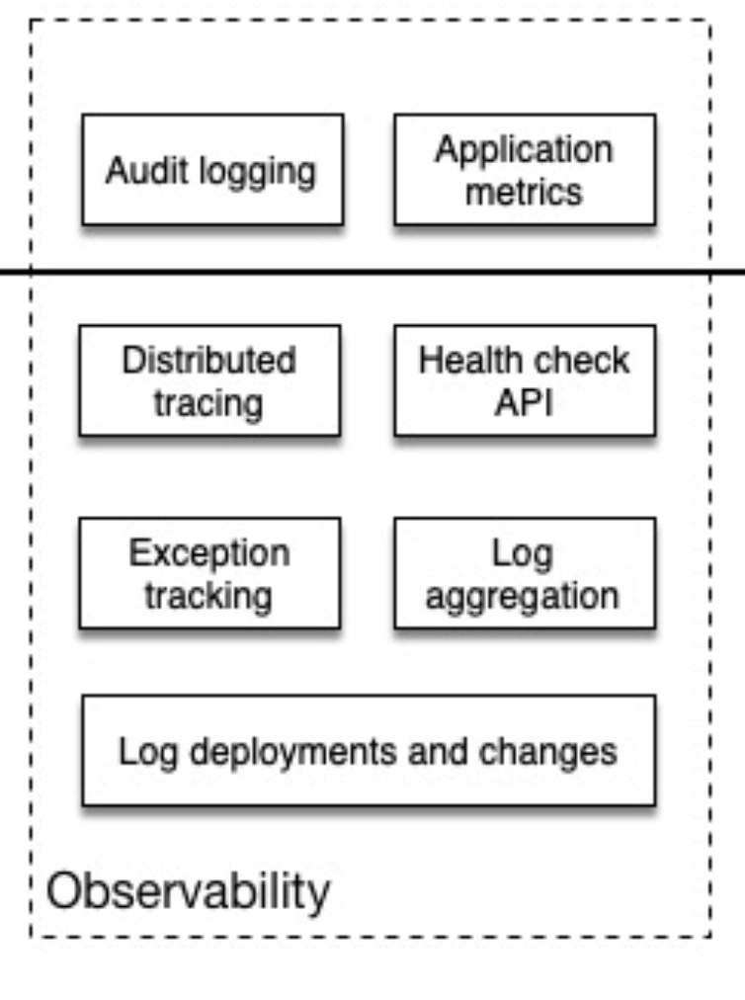 Audit logging
Application
metrics
Distributed
tracing
Health check
API
Exception
tracking
Log
aggregation
Log deployments and changes
Observability